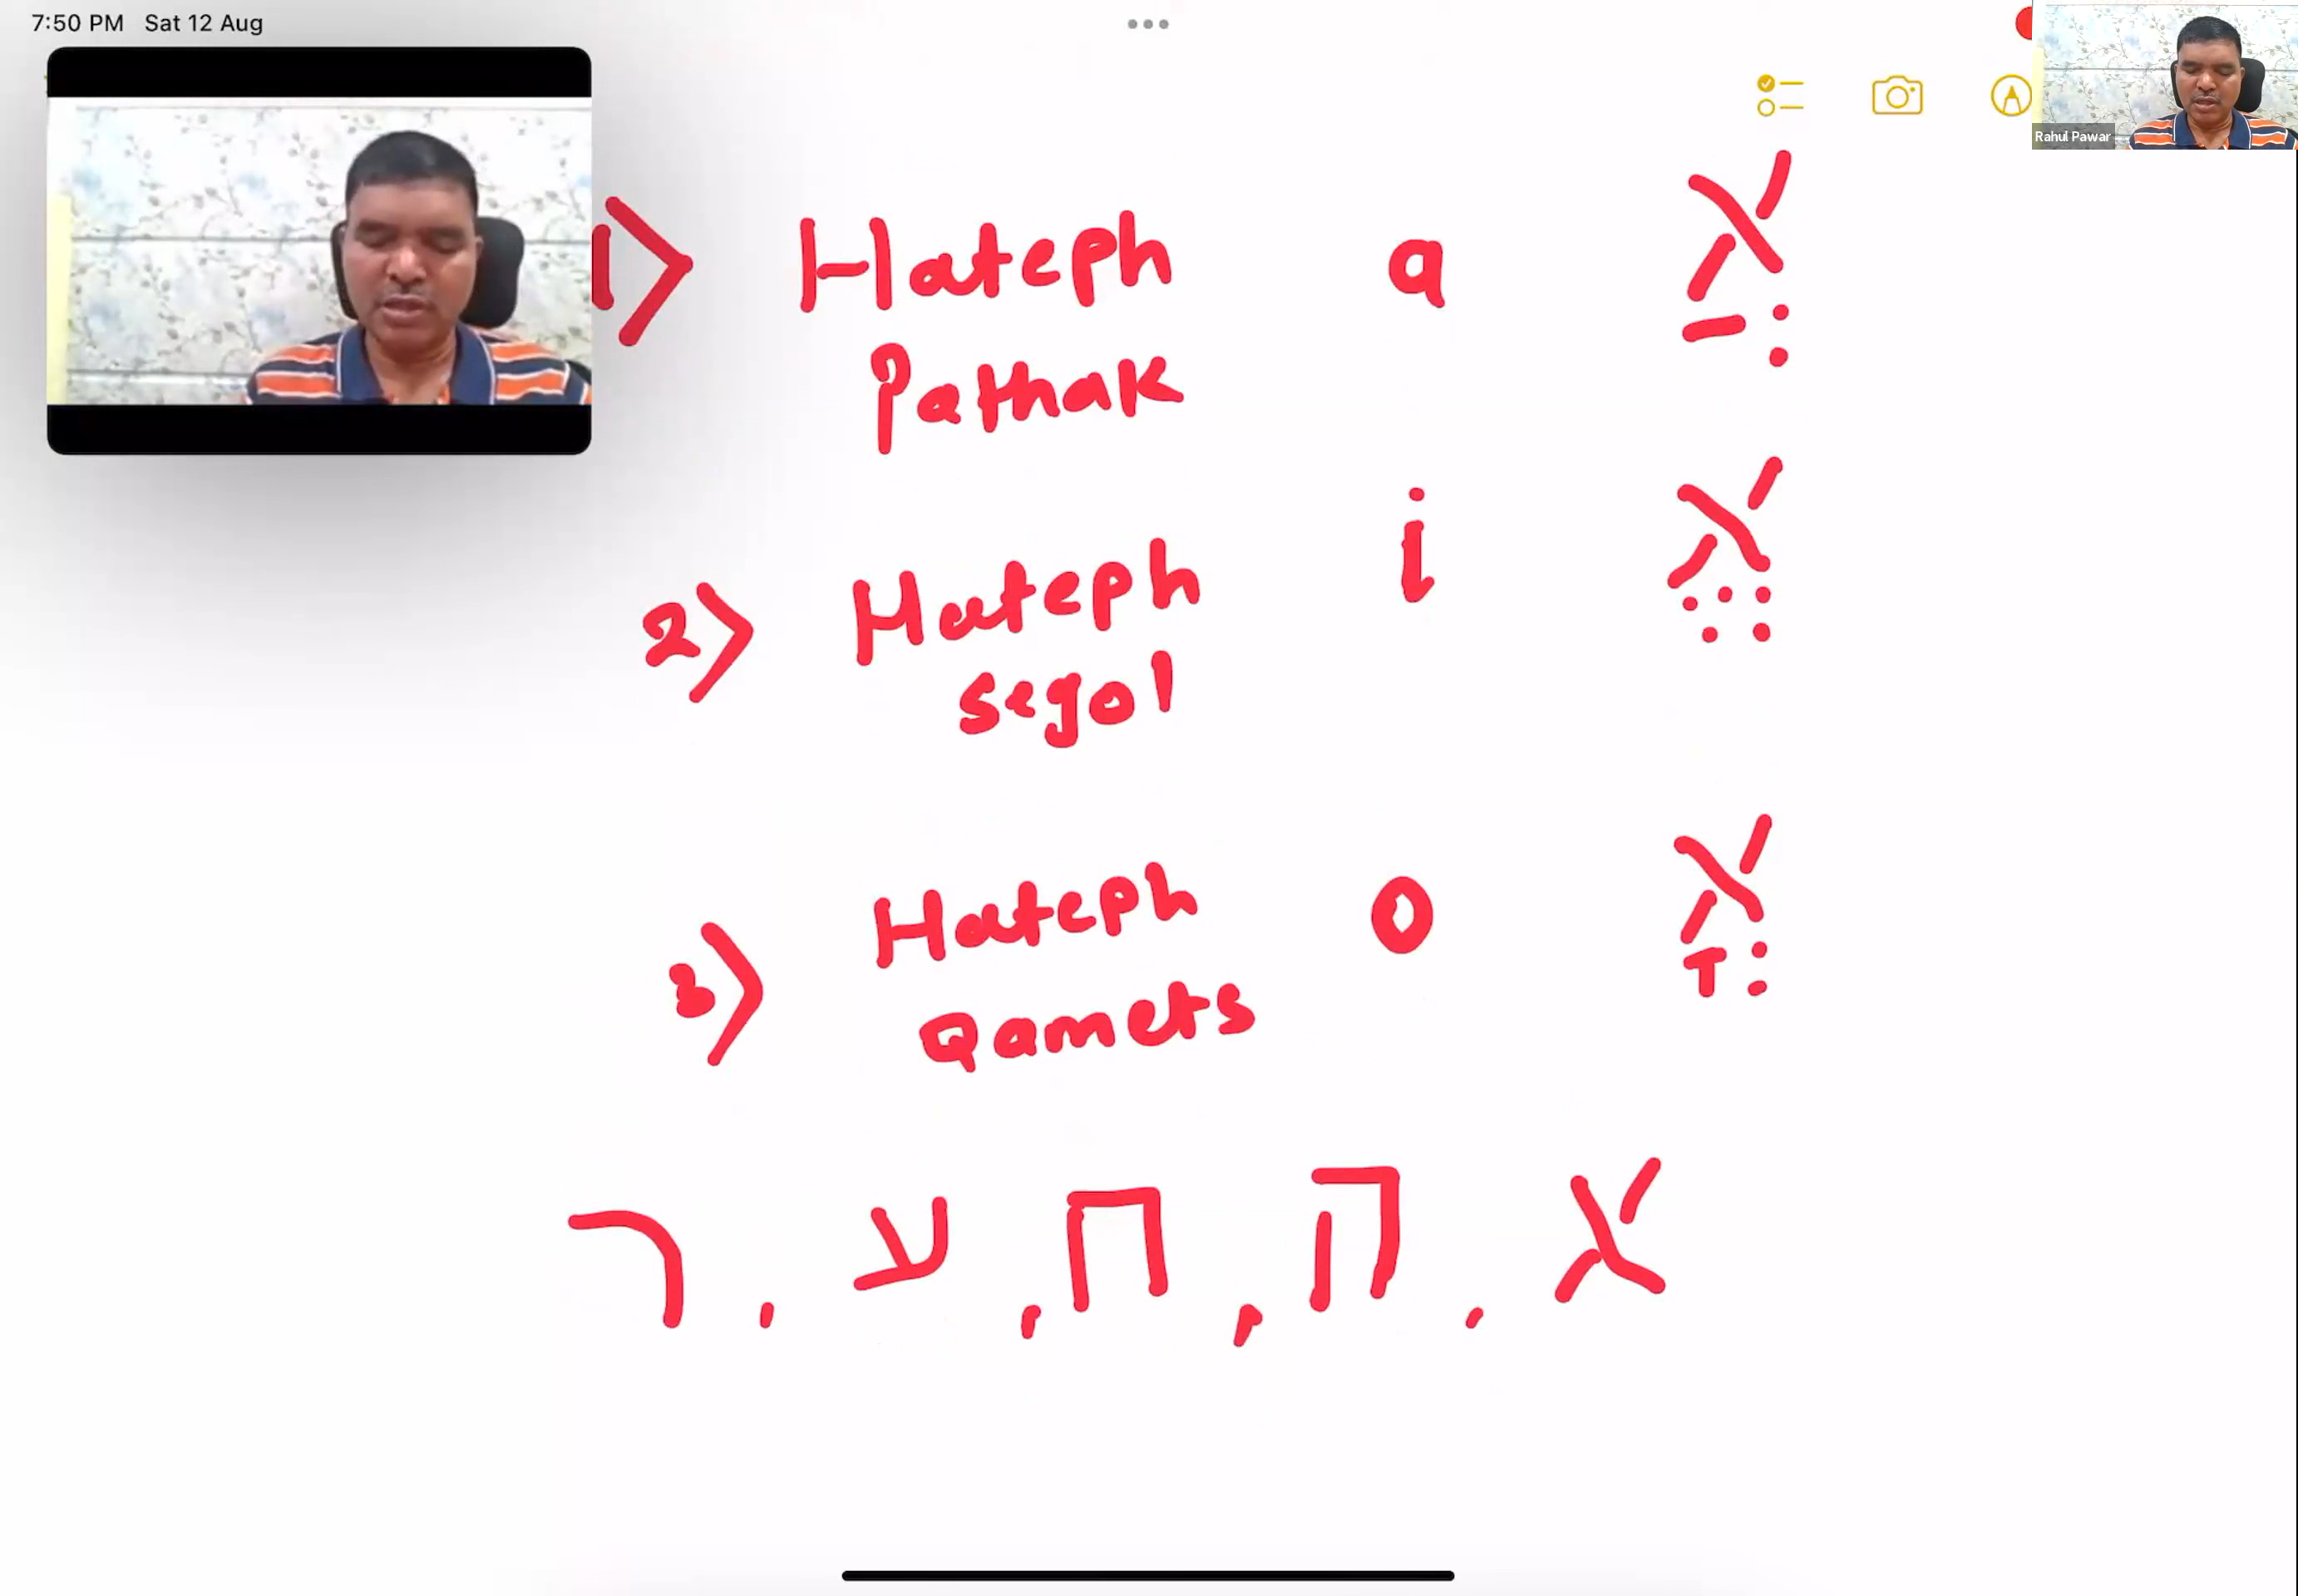 7:50 PM Sat 12 Aug
Rahul Pawar
1> Hateph a אֲ
Pathak
2> Hateph i אֱ
segol
3) Hateph o אֳ
Qamets
א, ה, ח, ע, ר